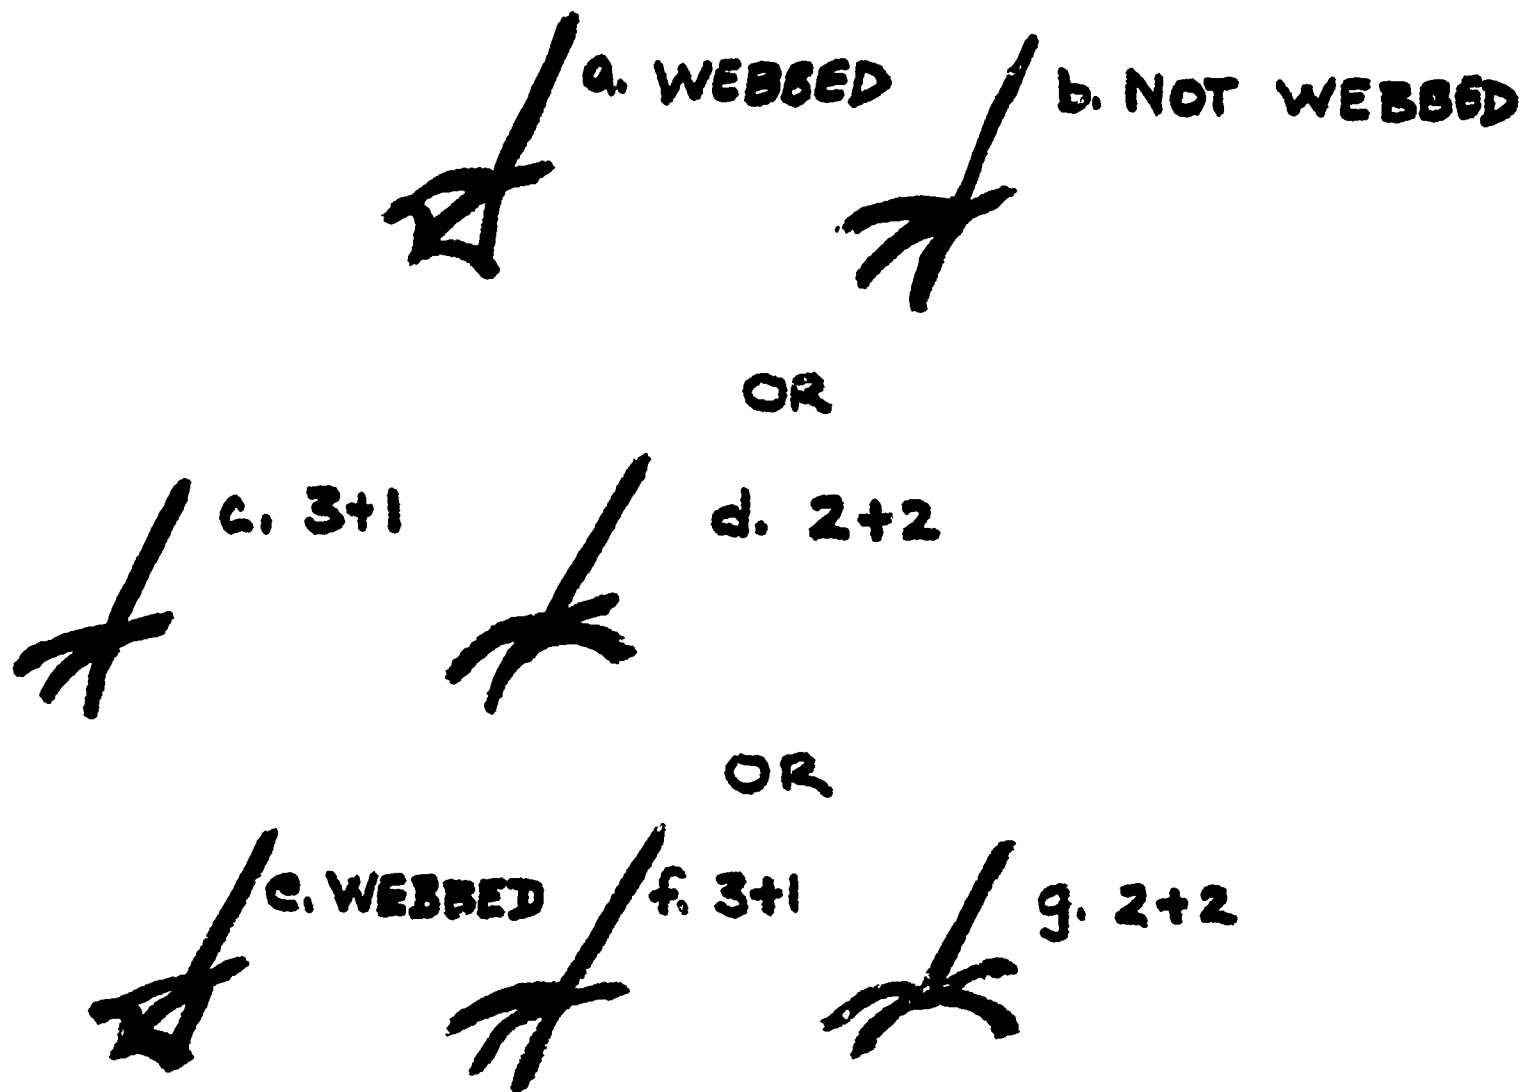 a. WEBBED b. NOT WEBBED
OR
c. 3+1 d. 2+2
OR
e. WEBBED f. 3+1 g. 2+2